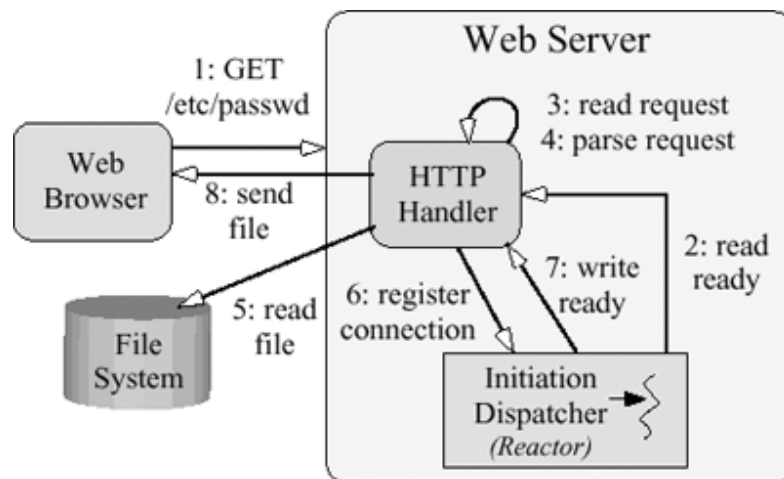 Web Server
1: GET
/etc/passwd
3: read request
4: parse request
Web
Browser
HTTP
Handler
8: send
file
2: read
ready
7: write
ready
6: register
connection
5: read
file
File
System
Initiation
Dispatcher
(Reactor)